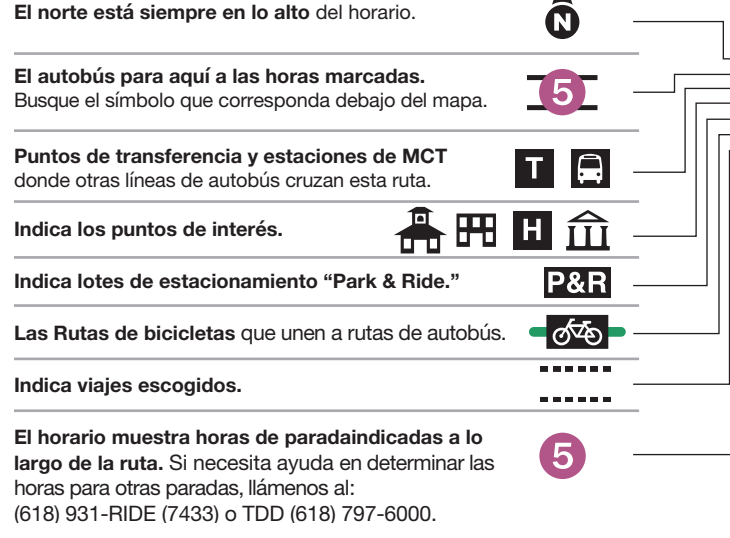 El norte está siempre en lo alto del horario.
N
El autobús para aquí a las horas marcadas.
Busque el símbolo que corresponda debajo del mapa.
5
Puntos de transferencia y estaciones de MCT
donde otras líneas de autobús cruzan esta ruta.
T
Indica los puntos de interés.
H
Indica lotes de estacionamiento “Park & Ride.”
P&R
Las Rutas de bicicletas que unen a rutas de autobús.
Indica viajes escogidos.
El horario muestra horas de paradaindicadas a lo
largo de la ruta. Si necesita ayuda en determinar las
horas para otras paradas, llámenos al:
(618) 931-RIDE (7433) o TDD (618) 797-6000.
5